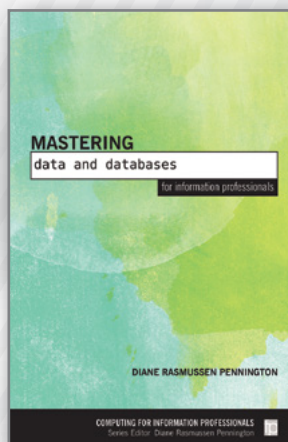 MASTERING
data and databases
for information professionals
DIANE RASMUSSEN PENNINGTON
COMPUTING FOR INFORMATION PROFESSIONALS
Series Editor Diane Rasmussen Pennington